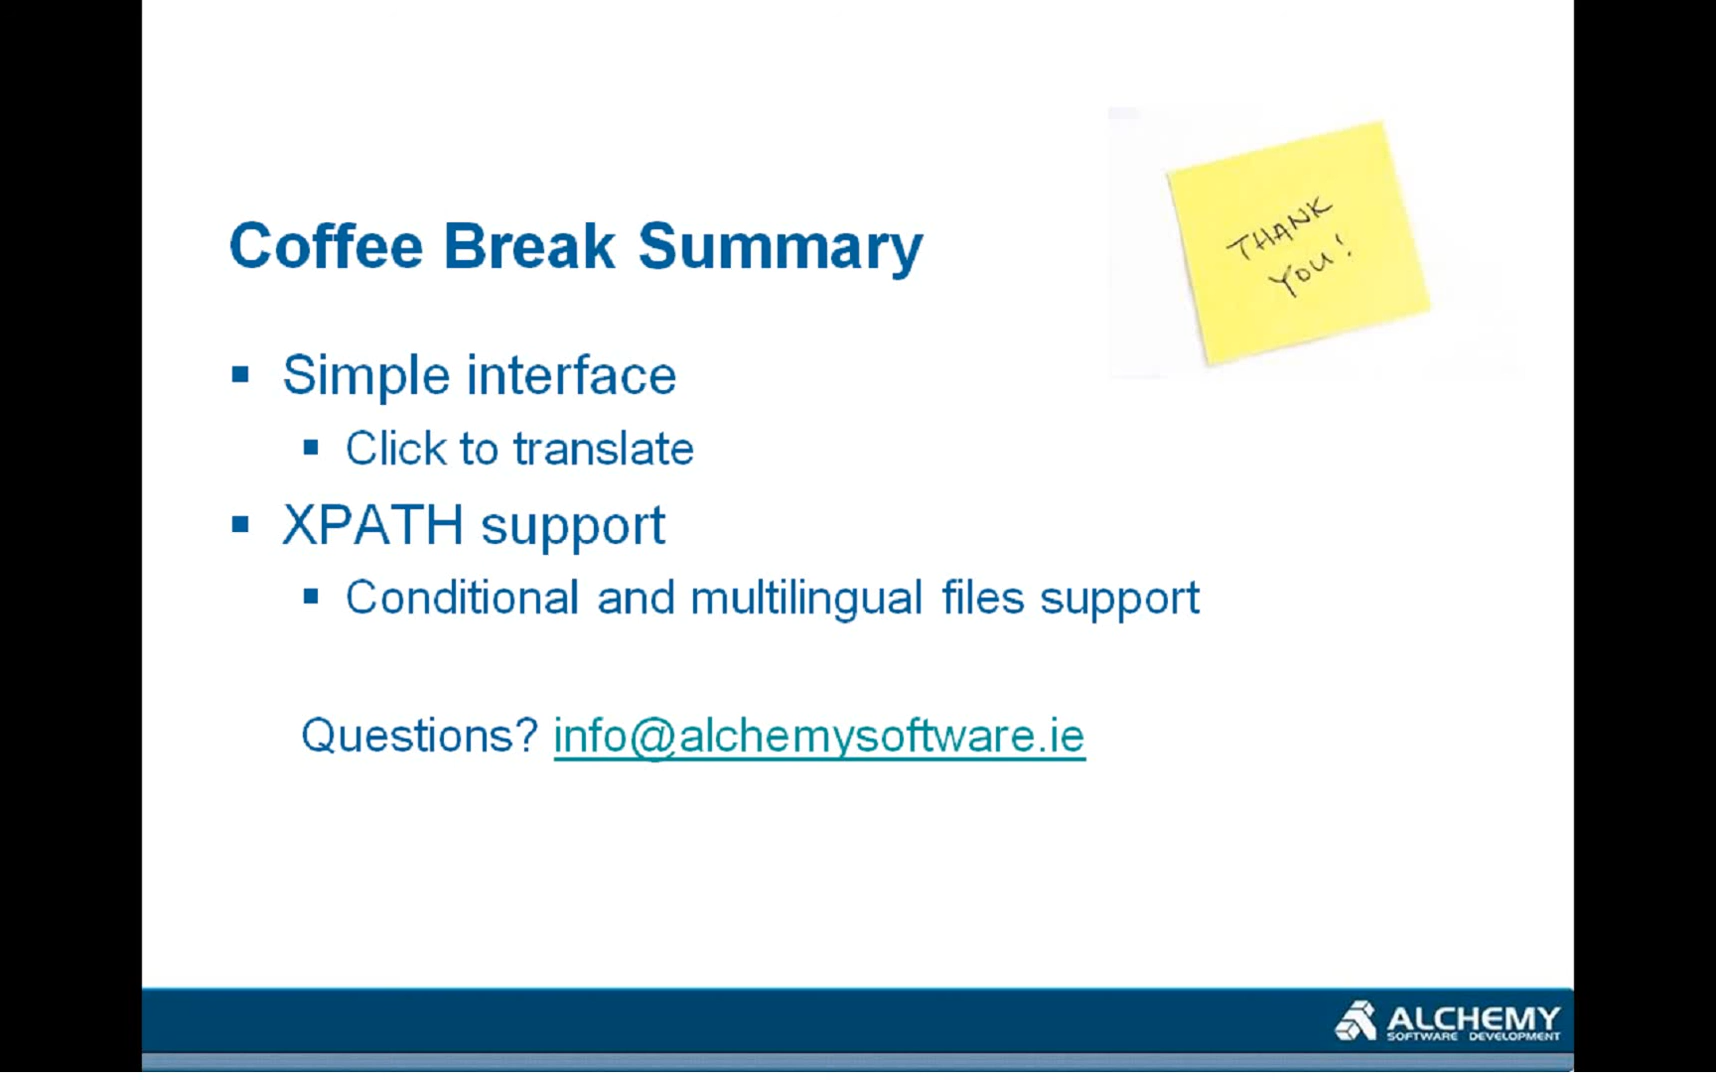 THANK
YOU!
Coffee Break Summary
Simple interface
Click to translate
XPATH support
Conditional and multilingual files support
Questions? info@alchemysoftware.ie
ALCHEMY
SOFTWARE DEVELOPMENT